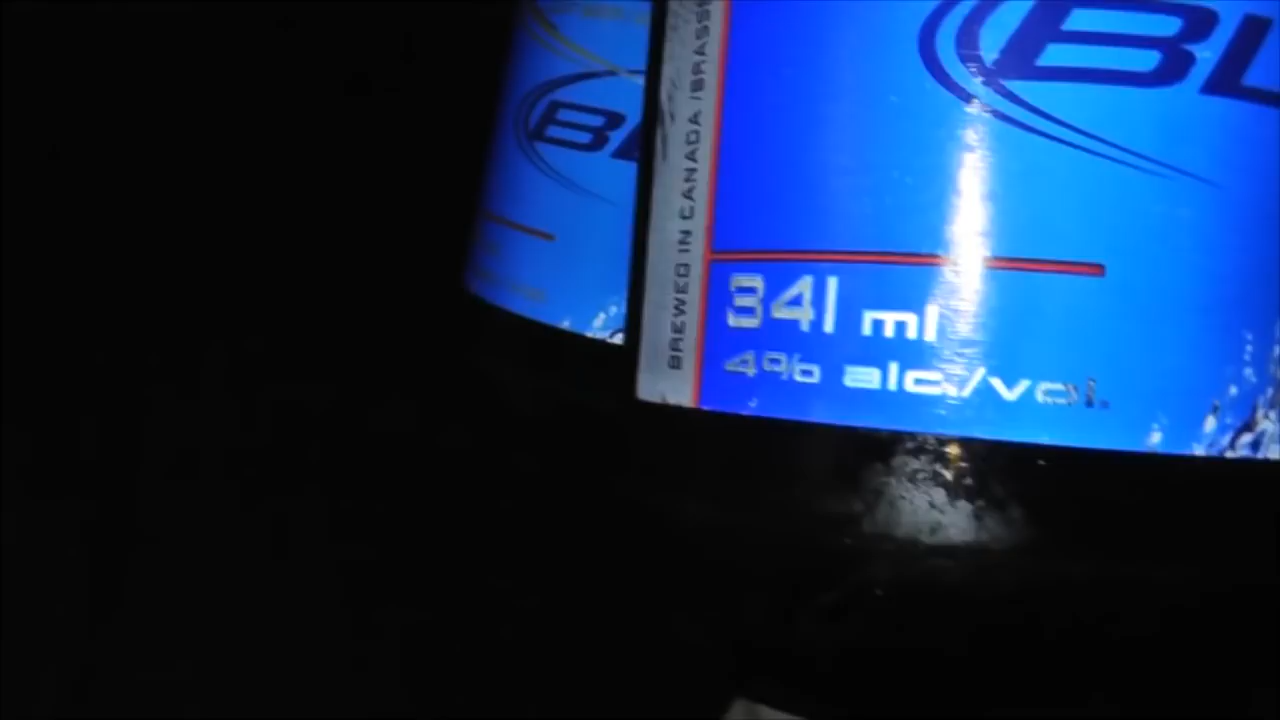 BL
BL
BREWED IN CANADA /BRASS
341 ml
4% alc./vol.